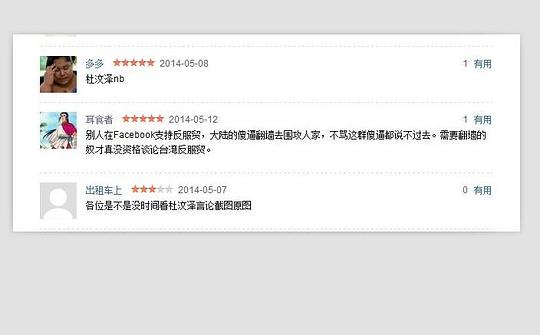 多多 2014-05-08 1 有用
杜汶泽nb
耳食者 2014-05-12 1 有用
别人在Facebook支持反服贸，大陆的傻逼翻墙去围攻人家，不骂这群傻逼都说不过去。需要翻墙的
奴才真没资格谈论台湾反服贸。
出租车上 2014-05-07 0 有用
各位是不是没时间看杜汶泽言论截图原图